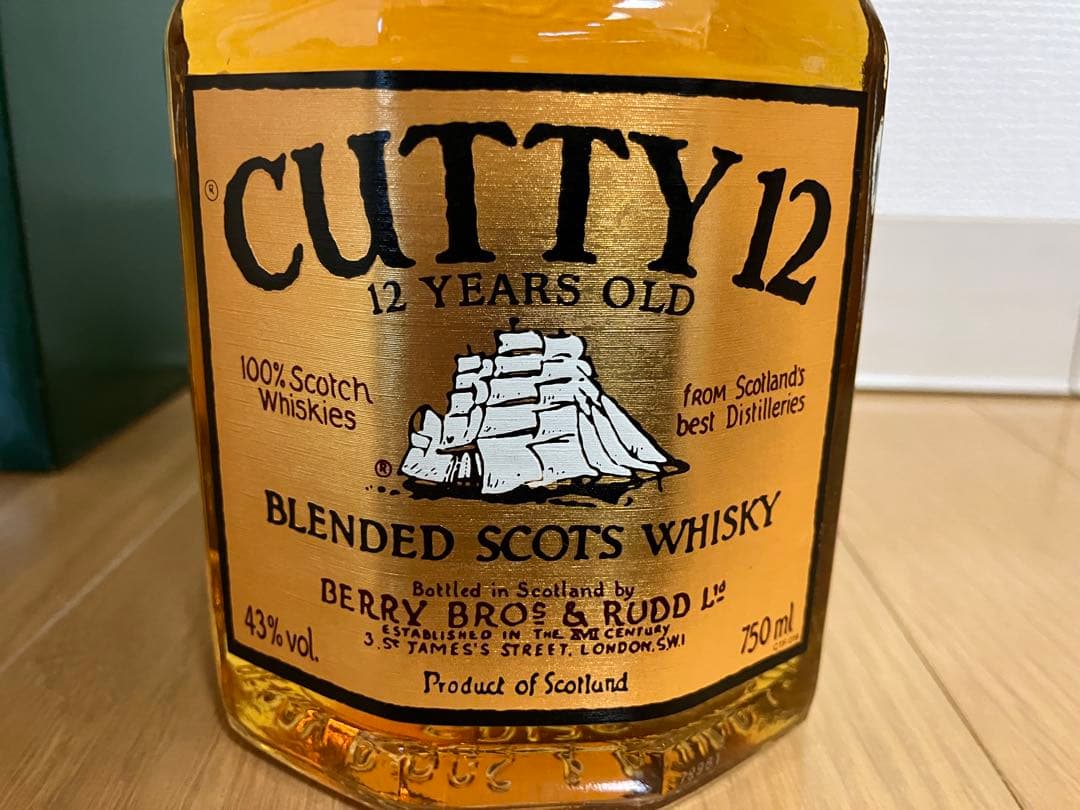 CUTTY 12
®
12 YEARS OLD
100% Scotch
Whiskies
from Scotland's
best Distilleries
®
BLENDED SCOTS WHISKY
Bottled in Scotland by
BERRY BROS & RUDD Ltd
ESTABLISHED IN THE XVII CENTURY
3, St JAMES'S STREET, LONDON, S.W.1
43% vol.
750 ml
Product of Scotland